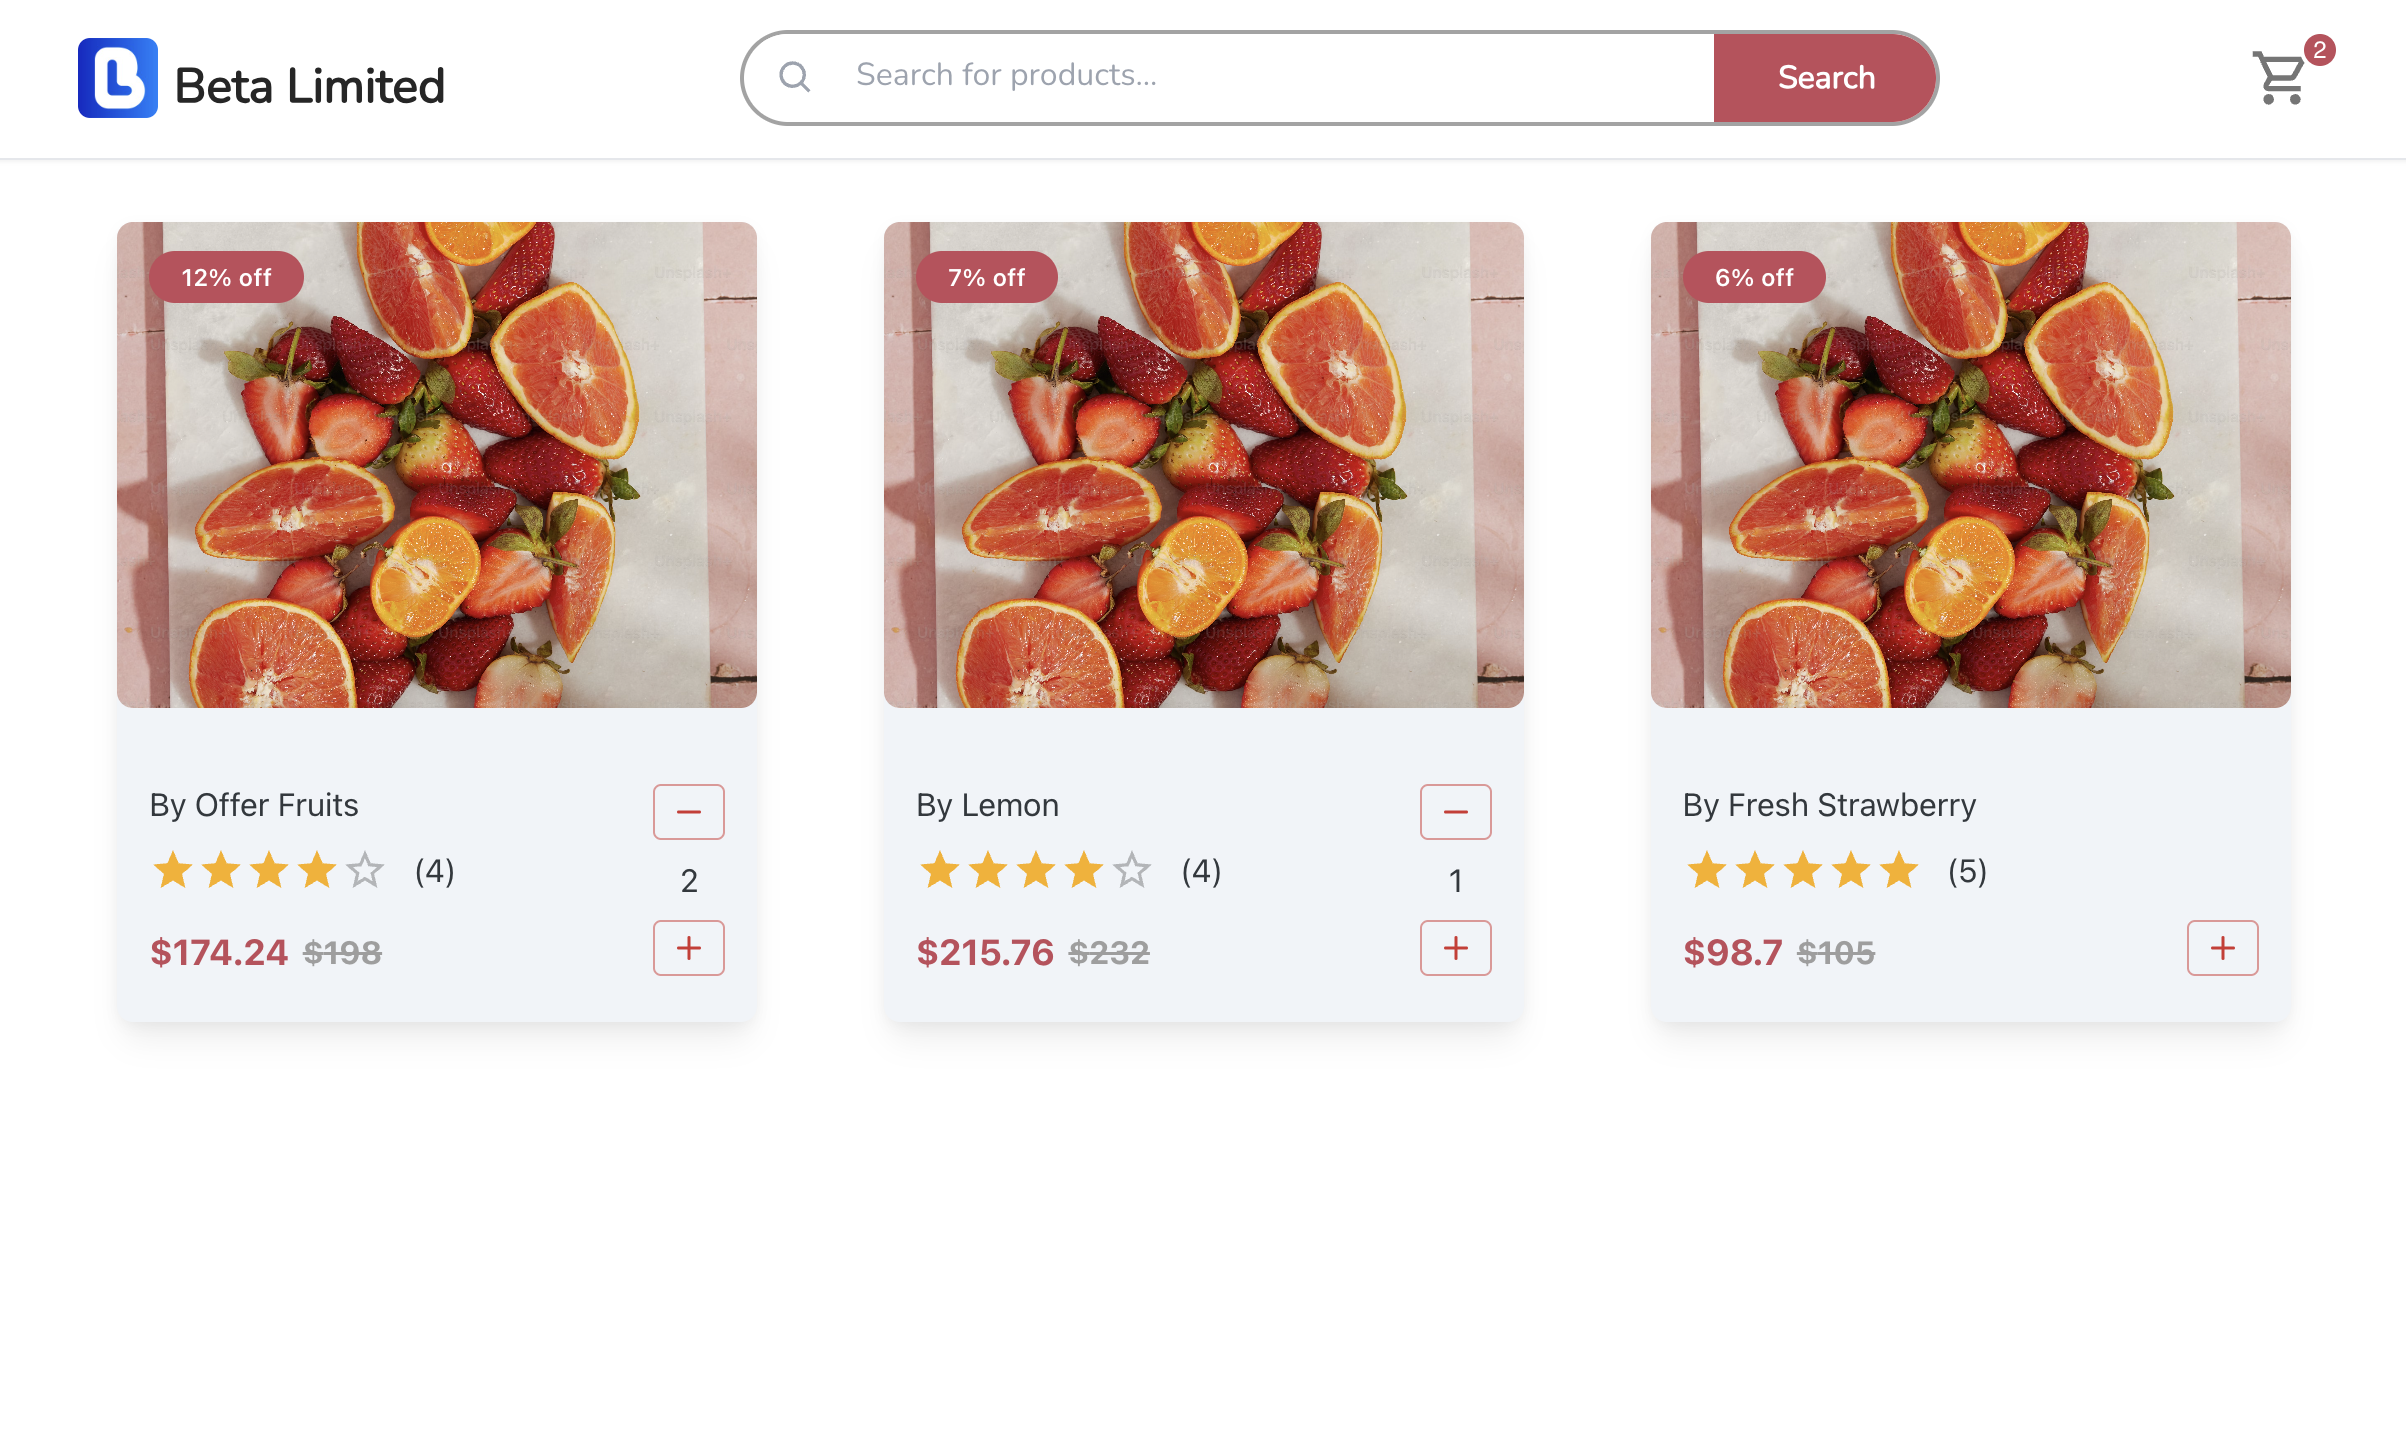 Beta Limited
Search for products...
Search
2
12% off
7% off
6% off
By Offer Fruits
(4)
2
$174.24 $198
By Lemon
(4)
1
$215.76 $232
By Fresh Strawberry
(5)
$98.7 $105